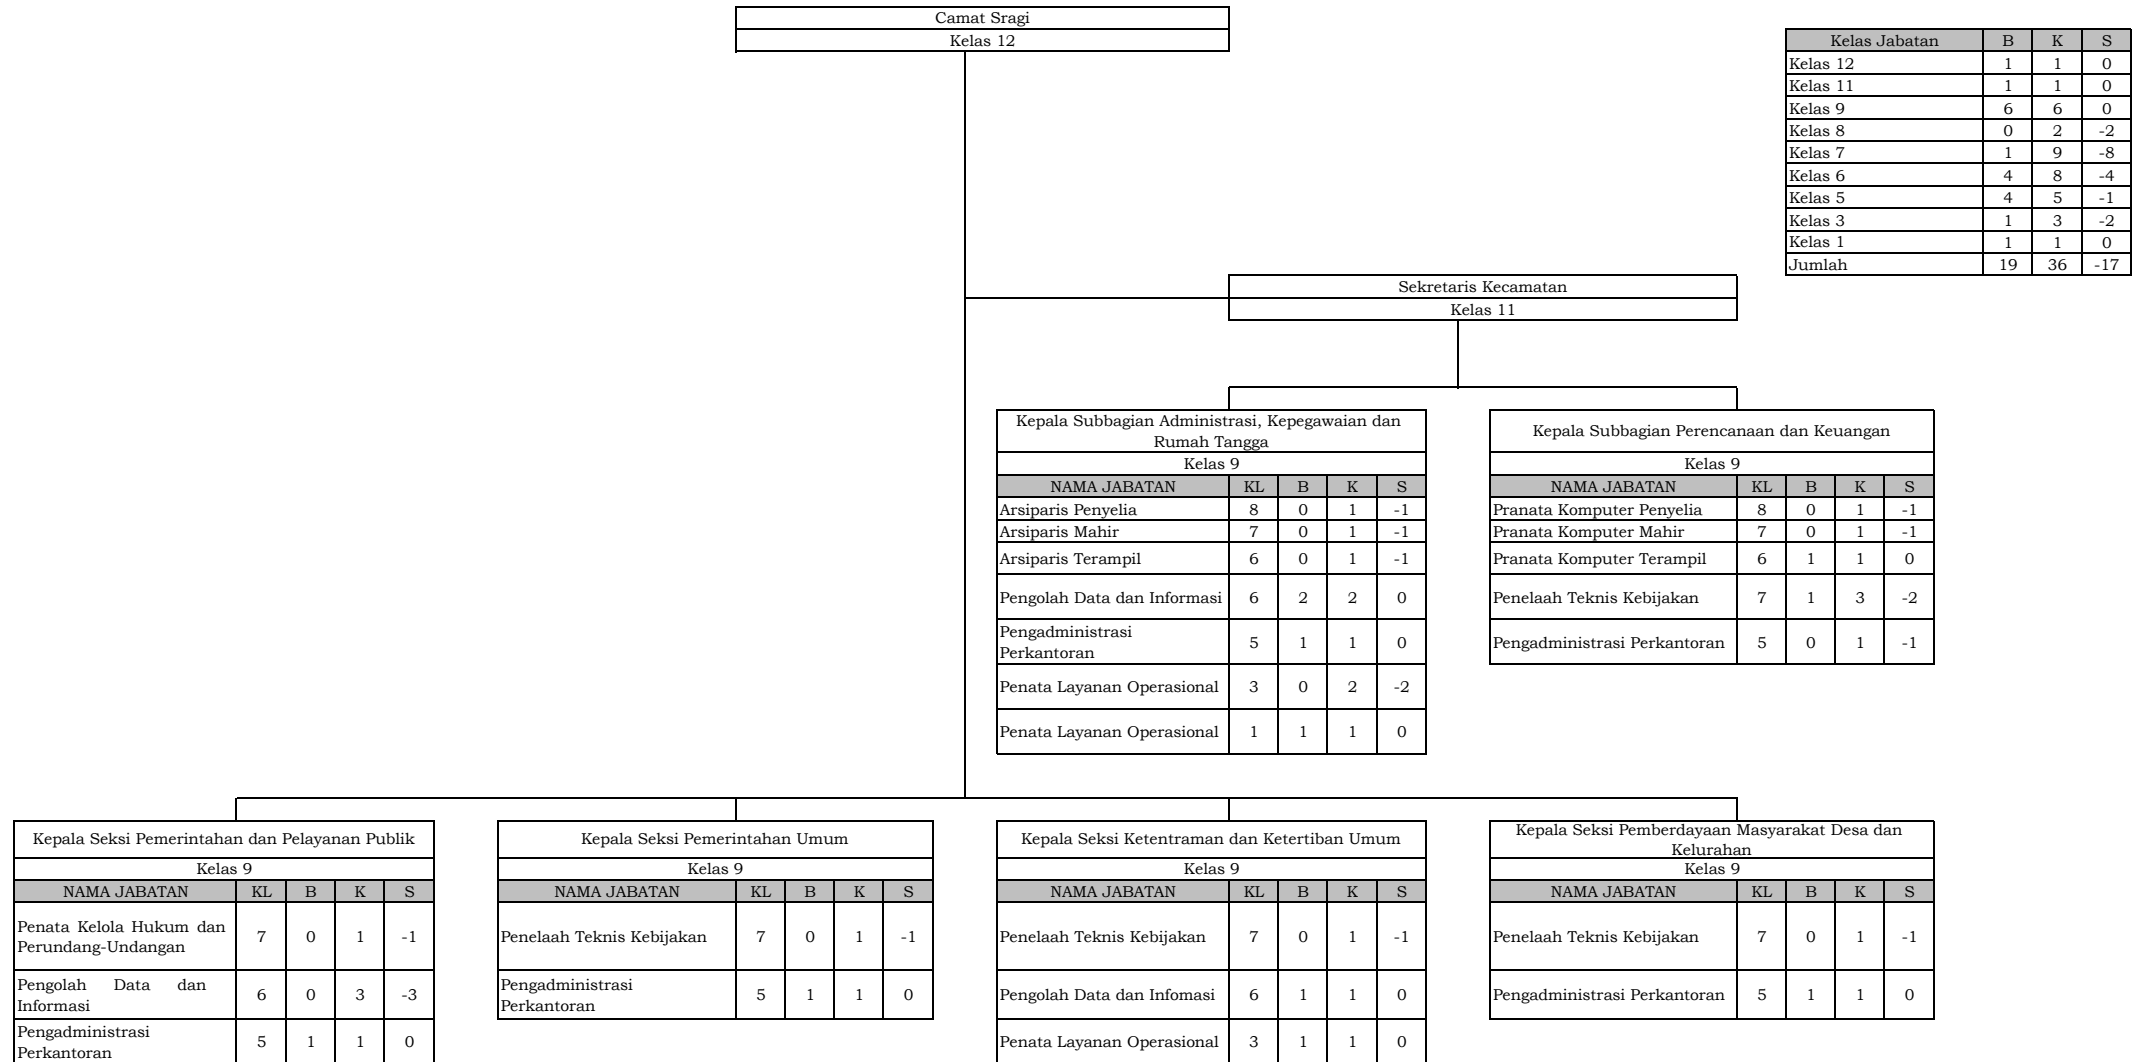 Camat Sragi
Kelas 12
Kelas Jabatan B K S
Kelas 12 1 1 0
Kelas 11 1 1 0
Kelas 9 6 6 0
Kelas 8 0 2 -2
Kelas 7 1 9 -8
Kelas 6 4 8 -4
Kelas 5 4 5 -1
Kelas 3 1 3 -2
Kelas 1 1 1 0
Jumlah 19 36 -17
Sekretaris Kecamatan
Kelas 11
Kepala Subbagian Administrasi, Kepegawaian dan
Rumah Tangga
Kelas 9
NAMA JABATAN KL B K S
Arsiparis Penyelia 8 0 1 -1
Arsiparis Mahir 7 0 1 -1
Arsiparis Terampil 6 0 1 -1
Pengolah Data dan Informasi 6 2 2 0
Pengadministrasi
Perkantoran 5 1 1 0
Penata Layanan Operasional 3 0 2 -2
Penata Layanan Operasional 1 1 1 0
Kepala Subbagian Perencanaan dan Keuangan
Kelas 9
NAMA JABATAN KL B K S
Pranata Komputer Penyelia 8 0 1 -1
Pranata Komputer Mahir 7 0 1 -1
Pranata Komputer Terampil 6 1 1 0
Penelaah Teknis Kebijakan 7 1 3 -2
Pengadministrasi Perkantoran 5 0 1 -1
Kepala Seksi Pemerintahan dan Pelayanan Publik
Kelas 9
NAMA JABATAN KL B K S
Penata Kelola Hukum dan
Perundang-Undangan 7 0 1 -1
Pengolah Data dan
Informasi 6 0 3 -3
Pengadministrasi
Perkantoran 5 1 1 0
Kepala Seksi Pemerintahan Umum
Kelas 9
NAMA JABATAN KL B K S
Penelaah Teknis Kebijakan 7 0 1 -1
Pengadministrasi
Perkantoran 5 1 1 0
Kepala Seksi Ketentraman dan Ketertiban Umum
Kelas 9
NAMA JABATAN KL B K S
Penelaah Teknis Kebijakan 7 0 1 -1
Pengolah Data dan Infomasi 6 1 1 0
Penata Layanan Operasional 3 1 1 0
Kepala Seksi Pemberdayaan Masyarakat Desa dan
Kelurahan
Kelas 9
NAMA JABATAN KL B K S
Penelaah Teknis Kebijakan 7 0 1 -1
Pengadministrasi Perkantoran 5 1 1 0